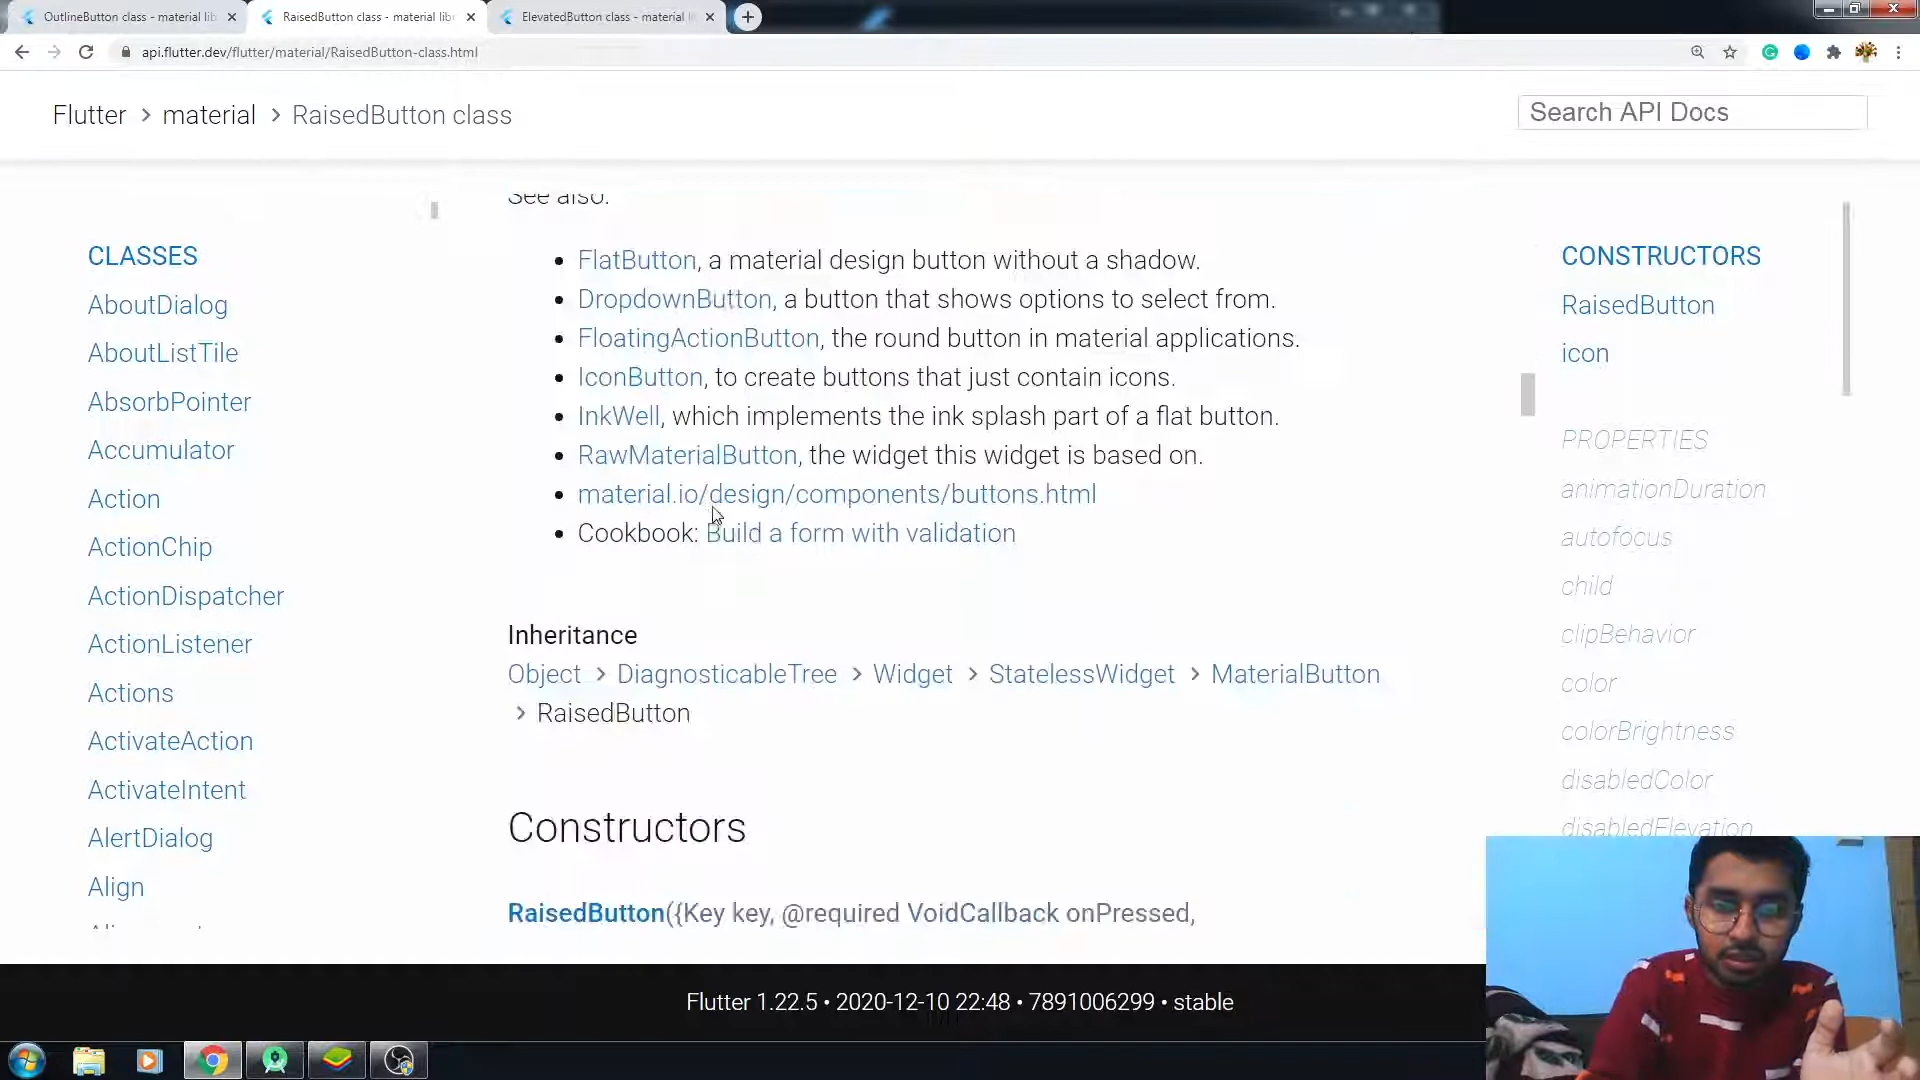 OutlineButton class - material lib
RaisedButton class - material libr
ElevatedButton class - material li
api.flutter.dev/flutter/material/RaisedButton-class.html
Flutter > material > RaisedButton class
Search API Docs
CLASSES
AboutDialog
AboutListTile
AbsorbPointer
Accumulator
Action
ActionChip
ActionDispatcher
ActionListener
Actions
ActivateAction
ActivateIntent
AlertDialog
Align
See also:
• FlatButton, a material design button without a shadow.
• DropdownButton, a button that shows options to select from.
• FloatingActionButton, the round button in material applications.
• IconButton, to create buttons that just contain icons.
• InkWell, which implements the ink splash part of a flat button.
• RawMaterialButton, the widget this widget is based on.
• material.io/design/components/buttons.html
• Cookbook: Build a form with validation
Inheritance
Object > DiagnosticableTree > Widget > StatelessWidget > MaterialButton
> RaisedButton
Constructors
RaisedButton({Key key, @required VoidCallback onPressed,
CONSTRUCTORS
RaisedButton
icon
PROPERTIES
animationDuration
autofocus
child
clipBehavior
color
colorBrightness
disabledColor
disabledElevation
Flutter 1.22.5 • 2020-12-10 22:48 • 7891006299 • stable